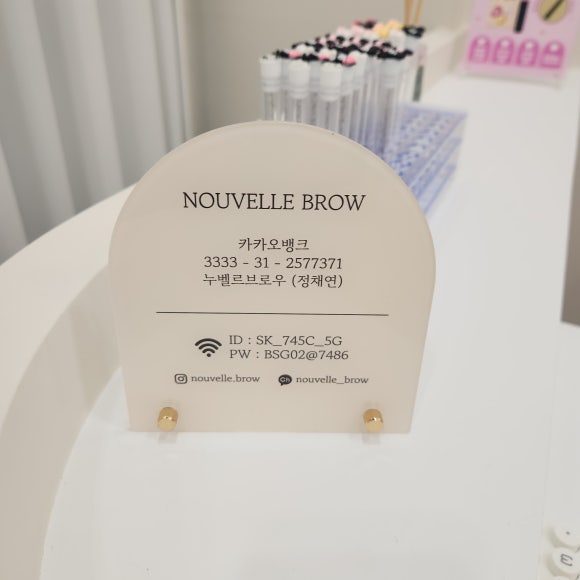 NOUVELLE BROW
카카오뱅크
3333 - 31 - 2577371
누벨르브로우 (정채연)
ID : SK_745C_5G
PW : BSG02@7486
nouvelle.brow Ch nouvelle_brow